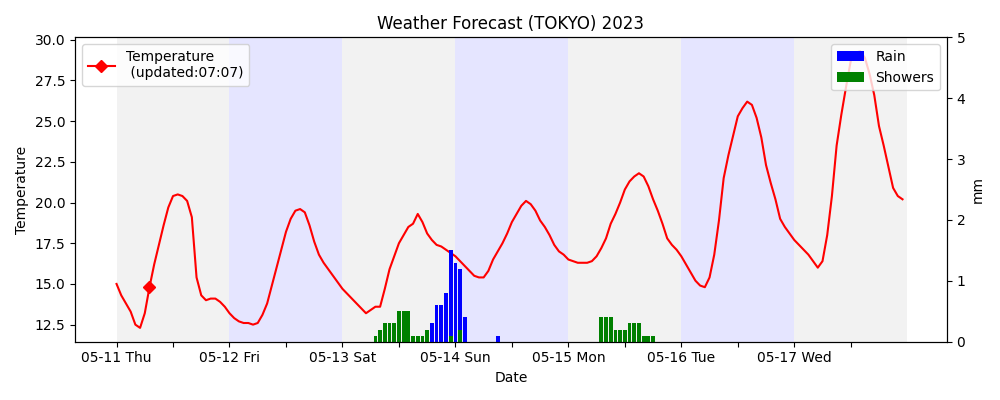 Weather Forecast (TOKYO) 2023
30.0
27.5
25.0
22.5
20.0
17.5
15.0
12.5
Temperature
Temperature
(updated:07:07)
Rain
Showers
5
4
3
2
1
0
mm
05-11 Thu
05-12 Fri
05-13 Sat
05-14 Sun
05-15 Mon
05-16 Tue
05-17 Wed
Date